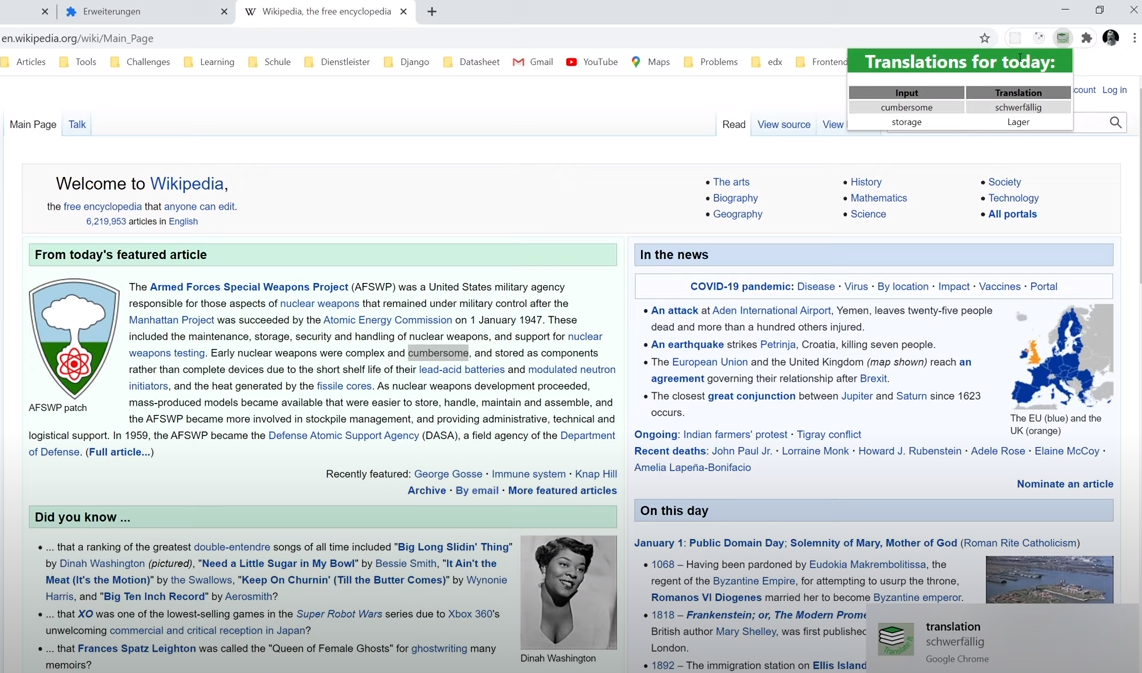 Erweiterungen
Wikipedia, the free encyclopedia
en.wikipedia.org/wiki/Main_Page
Articles Tools Challenges Learning Schule Dienstleister Django Datasheet Gmail YouTube Maps Problems edx Frontend
Translations for today:
Input Translation
cumbersome schwerfällig
storage Lager
count Log in
Main Page Talk
Read View source View
Welcome to Wikipedia,
the free encyclopedia that anyone can edit.
6,219,953 articles in English
• The arts
• Biography
• Geography
• History
• Mathematics
• Science
• Society
• Technology
• All portals
From today's featured article
The Armed Forces Special Weapons Project (AFSWP) was a United States military agency
responsible for those aspects of nuclear weapons that remained under military control after the
Manhattan Project was succeeded by the Atomic Energy Commission on 1 January 1947. These
included the maintenance, storage, security and handling of nuclear weapons, and support for nuclear
weapons testing. Early nuclear weapons were complex and cumbersome, and stored as components
rather than complete devices due to the short shelf life of their lead-acid batteries and modulated neutron
initiators, and the heat generated by the fissile cores. As nuclear weapons development proceeded,
mass-produced models became available that were easier to store, handle, maintain and assemble, and
the AFSWP became more involved in stockpile management, and providing administrative, technical and
logistical support. In 1959, the AFSWP became the Defense Atomic Support Agency (DASA), a field agency of the Department
of Defense. (Full article...)
AFSWP patch
Recently featured: George Gosse · Immune system · Knap Hill
Archive · By email · More featured articles
Did you know ...
• ... that a ranking of the greatest double-entendre songs of all time included "Big Long Slidin' Thing"
by Dinah Washington (pictured), "Need a Little Sugar in My Bowl" by Bessie Smith, "It Ain't the
Meat (It's the Motion)" by the Swallows, "Keep On Churnin' (Till the Butter Comes)" by Wynonie
Harris, and "Big Ten Inch Record" by Aerosmith?
• ... that XO was one of the lowest-selling games in the Super Robot Wars series due to Xbox 360's
unwelcoming commercial and critical reception in Japan?
• ... that Frances Spatz Leighton was called the "Queen of Female Ghosts" for ghostwriting many
memoirs?
Dinah Washington
In the news
COVID-19 pandemic: Disease · Virus · By location · Impact · Vaccines · Portal
• An attack at Aden International Airport, Yemen, leaves twenty-five people
dead and more than a hundred others injured.
• An earthquake strikes Petrinja, Croatia, killing seven people.
• The European Union and the United Kingdom (map shown) reach an
agreement governing their relationship after Brexit.
• The closest great conjunction between Jupiter and Saturn since 1623
occurs.
The EU (blue) and the
UK (orange)
Ongoing: Indian farmers' protest · Tigray conflict
Recent deaths: John Paul Jr. · Lorraine Monk · Howard J. Rubenstein · Adele Rose · Elaine McCoy ·
Amelia Lapeña-Bonifacio
Nominate an article
On this day
January 1: Public Domain Day; Solemnity of Mary, Mother of God (Roman Rite Catholicism)
• 1068 – Having been pardoned by Eudokia Makrembolitissa, the
regent of the Byzantine Empire, for attempting to usurp the throne,
Romanos VI Diogenes married her to become Byzantine emperor.
• 1818 – Frankenstein; or, The Modern Prome
British author Mary Shelley, was first published
London.
• 1892 – The immigration station on Ellis Island
translation
schwerfällig
Google Chrome
Translate